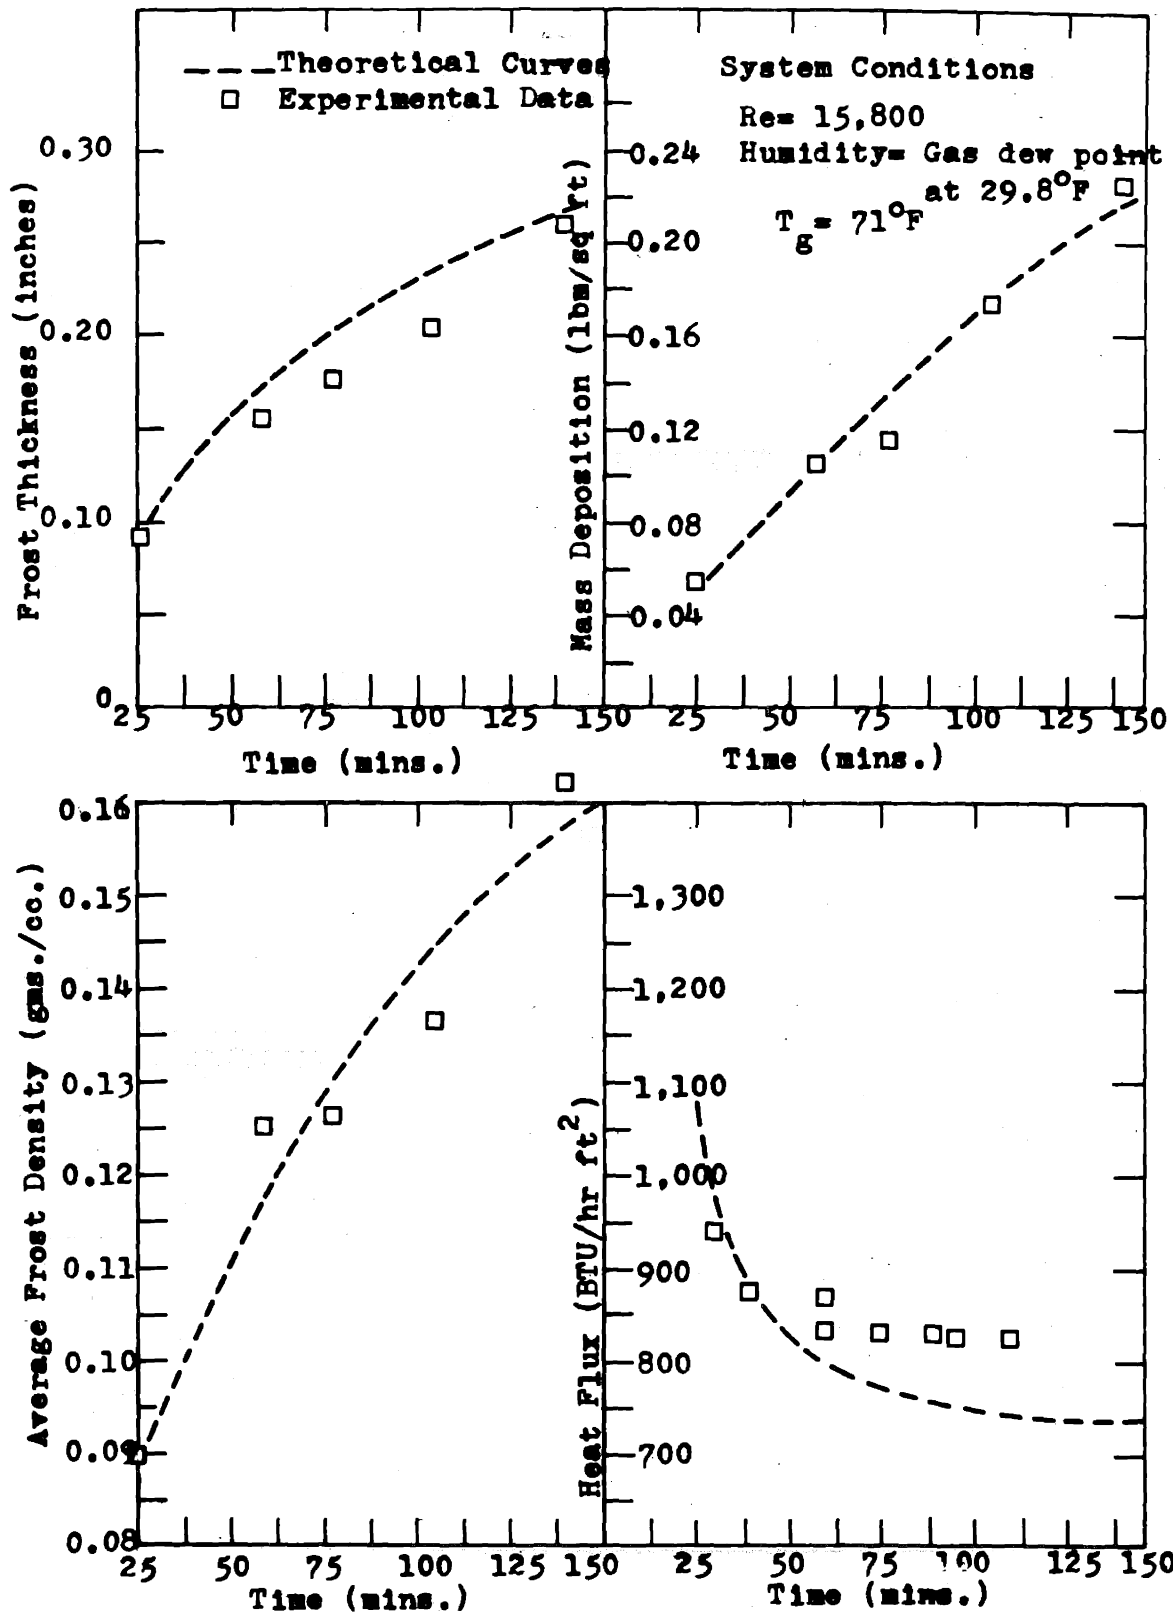 Theoretical Curves
Experimental Data
System Conditions
Re= 15,800
Humidity= Gas dew point
at 29.8°F
T_g = 71°F
Frost Thickness (inches)
0.30
0.20
0.10
0
25 50 75 100 125 150
Time (mins.)
Mass Deposition (lbm/sq ft)
0.24
0.20
0.16
0.12
0.08
0.04
25 50 75 100 125 150
Time (mins.)
Average Frost Density (gms./cc.)
0.16
0.15
0.14
0.13
0.12
0.11
0.10
0.09
0.08
25 50 75 100 125 150
Time (mins.)
Heat Flux (BTU/hr ft²)
1,300
1,200
1,100
1,000
900
800
700
25 50 75 100 125 150
Time (mins.)